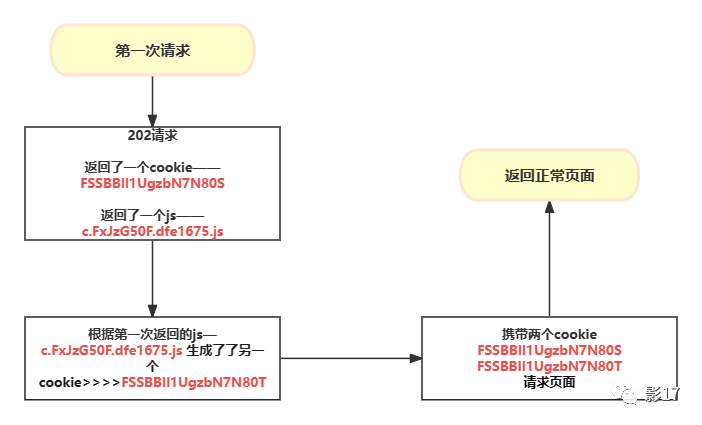 第一次请求
202请求
返回了一个cookie——
FSSBBIl1UgzbN7N80S
返回了一个js——
c.FxJzG50F.dfe1675.js
根据第一次返回的js—
c.FxJzG50F.dfe1675.js 生成了了另一
个
cookie>>>>FSSBBIl1UgzbN7N80T
返回正常页面
携带两个cookie
FSSBBIl1UgzbN7N80S
FSSBBIl1UgzbN7N80T
请求页面
影17